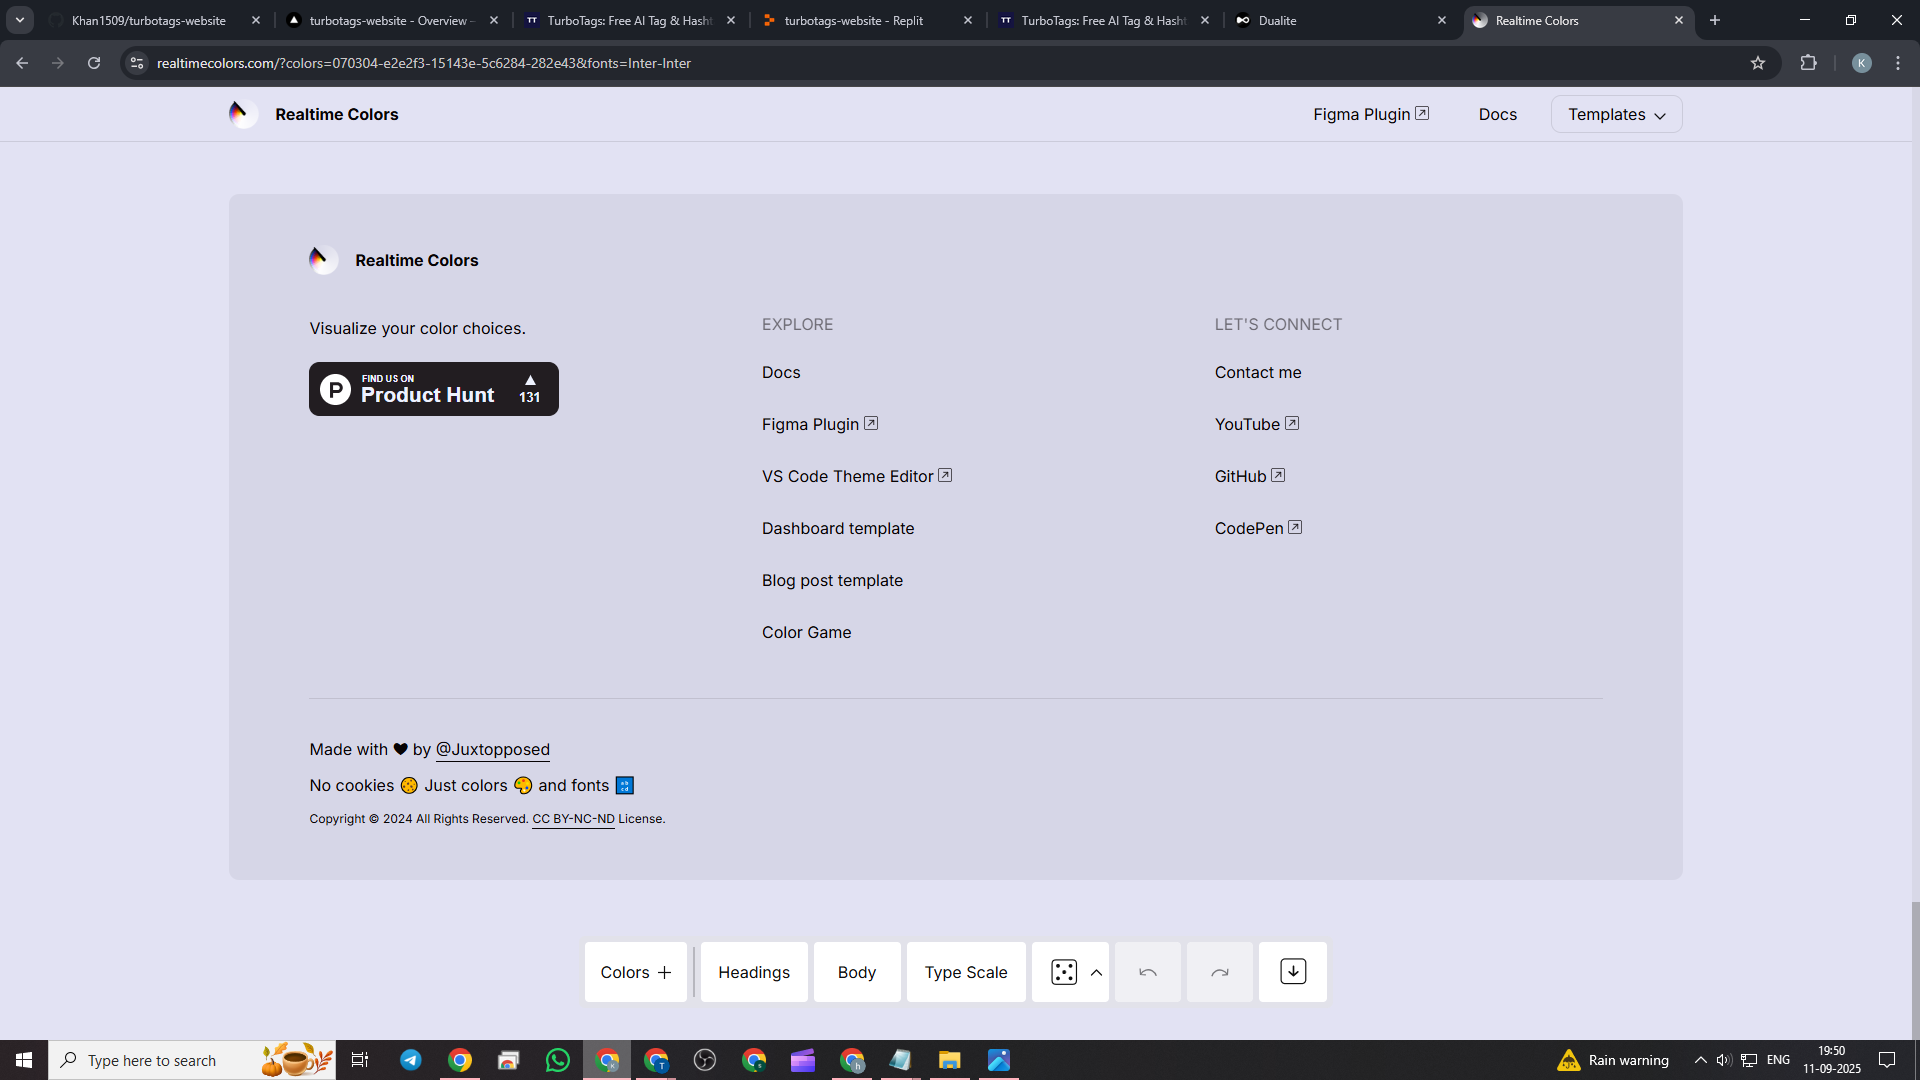 Khan1509/turbotags-website
turbotags-website - Overview -
TT TurboTags: Free AI Tag & Hasht
turbotags-website - Replit
TT TurboTags: Free AI Tag & Hasht
Dualite
Realtime Colors
realtimecolors.com/?colors=070304-e2e2f3-15143e-5c6284-282e43&fonts=Inter-Inter
K
Realtime Colors
Figma Plugin
Docs
Templates
Realtime Colors
Visualize your color choices.
P FIND US ON
Product Hunt
▲
131
EXPLORE
Docs
Figma Plugin
VS Code Theme Editor
Dashboard template
Blog post template
Color Game
LET'S CONNECT
Contact me
YouTube
GitHub
CodePen
Made with 🖤 by @Juxtopposed
No cookies 🍪 Just colors 🎨 and fonts 🔡
Copyright © 2024 All Rights Reserved. CC BY-NC-ND License.
Colors +
Headings
Body
Type Scale
Type here to search
Rain warning
ENG
19:50
11-09-2025